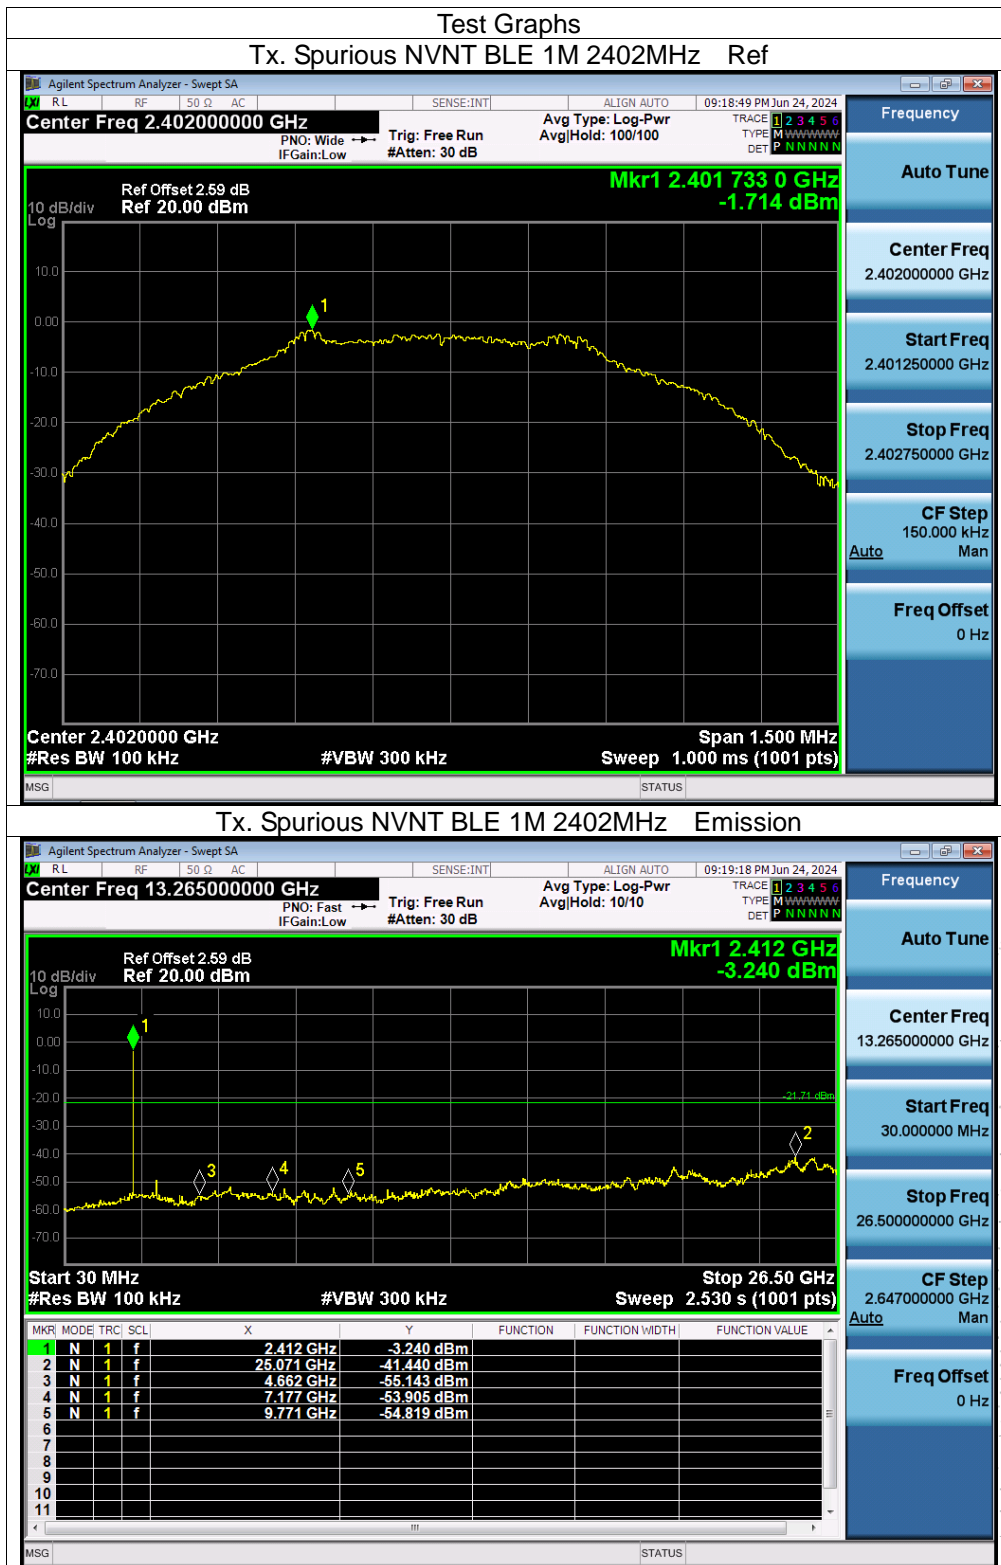 Test Graphs
Tx. Spurious NVNT BLE 1M 2402MHz Ref
Agilent Spectrum Analyzer - Swept SA
LXI RL RF 50 Ω AC SENSE:INT ALIGN AUTO 09:18:49 PM Jun 24, 2024
Center Freq 2.402000000 GHz
PNO: Wide
IFGain:Low
Trig: Free Run
#Atten: 30 dB
Avg Type: Log-Pwr
Avg|Hold: 100/100
TRACE 1 2 3 4 5 6
TYPE M WWWWW
DET P N N N N N
Mkr1 2.401 733 0 GHz
-1.714 dBm
Ref Offset 2.59 dB
10 dB/div Ref 20.00 dBm
Log
1
10.0
0.00
-10.0
-20.0
-30.0
-40.0
-50.0
-60.0
-70.0
Center 2.4020000 GHz Span 1.500 MHz
#Res BW 100 kHz #VBW 300 kHz Sweep 1.000 ms (1001 pts)
MSG STATUS
Frequency
Auto Tune
Center Freq
2.402000000 GHz
Start Freq
2.401250000 GHz
Stop Freq
2.402750000 GHz
CF Step
150.000 kHz
Auto Man
Freq Offset
0 Hz
Tx. Spurious NVNT BLE 1M 2402MHz Emission
Agilent Spectrum Analyzer - Swept SA
LXI RL RF 50 Ω AC SENSE:INT ALIGN AUTO 09:19:18 PM Jun 24, 2024
Center Freq 13.265000000 GHz
PNO: Fast
IFGain:Low
Trig: Free Run
#Atten: 30 dB
Avg Type: Log-Pwr
Avg|Hold: 10/10
TRACE 1 2 3 4 5 6
TYPE M WWWWW
DET P N N N N N
Mkr1 2.412 GHz
-3.240 dBm
Ref Offset 2.59 dB
10 dB/div Ref 20.00 dBm
Log
10.0
0.00
-10.0
-20.0
-30.0
-40.0
-50.0
-60.0
-70.0
1
-21.71 dBm
2
3
4
5
Start 30 MHz Stop 26.50 GHz
#Res BW 100 kHz #VBW 300 kHz Sweep 2.530 s (1001 pts)
MKR MODE TRC SCL X Y FUNCTION FUNCTION WIDTH FUNCTION VALUE
1 N 1 f 2.412 GHz -3.240 dBm
2 N 1 f 25.071 GHz -41.440 dBm
3 N 1 f 4.662 GHz -55.143 dBm
4 N 1 f 7.177 GHz -53.905 dBm
5 N 1 f 9.771 GHz -54.819 dBm
6
7
8
9
10
11
MSG STATUS
Frequency
Auto Tune
Center Freq
13.265000000 GHz
Start Freq
30.000000 MHz
Stop Freq
26.500000000 GHz
CF Step
2.647000000 GHz
Auto Man
Freq Offset
0 Hz